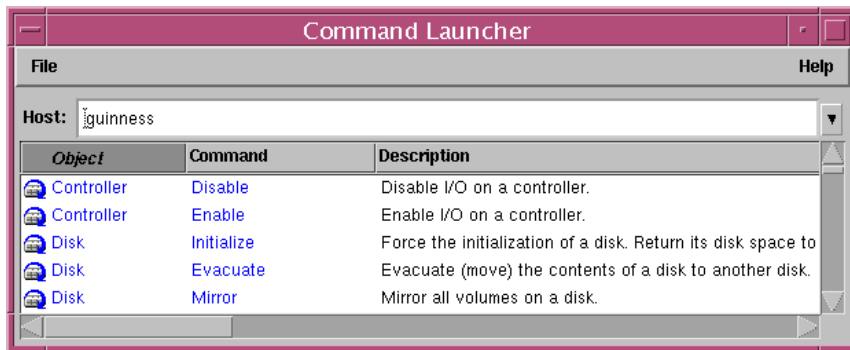 Command Launcher
File Help
Host: guinness
Object Command Description
Controller Disable Disable I/O on a controller.
Controller Enable Enable I/O on a controller.
Disk Initialize Force the initialization of a disk. Return its disk space to
Disk Evacuate Evacuate (move) the contents of a disk to another disk.
Disk Mirror Mirror all volumes on a disk.